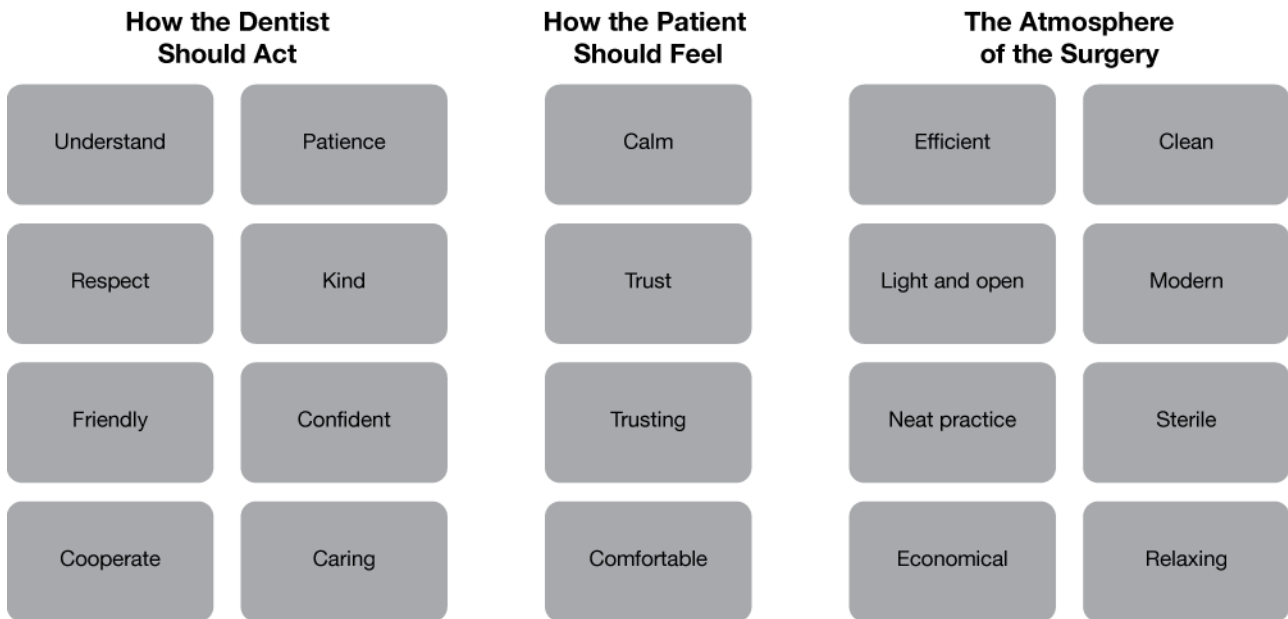 How the Dentist
Should Act
How the Patient
Should Feel
The Atmosphere
of the Surgery
Understand
Patience
Calm
Efficient
Clean
Respect
Kind
Trust
Light and open
Modern
Friendly
Confident
Trusting
Neat practice
Sterile
Cooperate
Caring
Comfortable
Economical
Relaxing